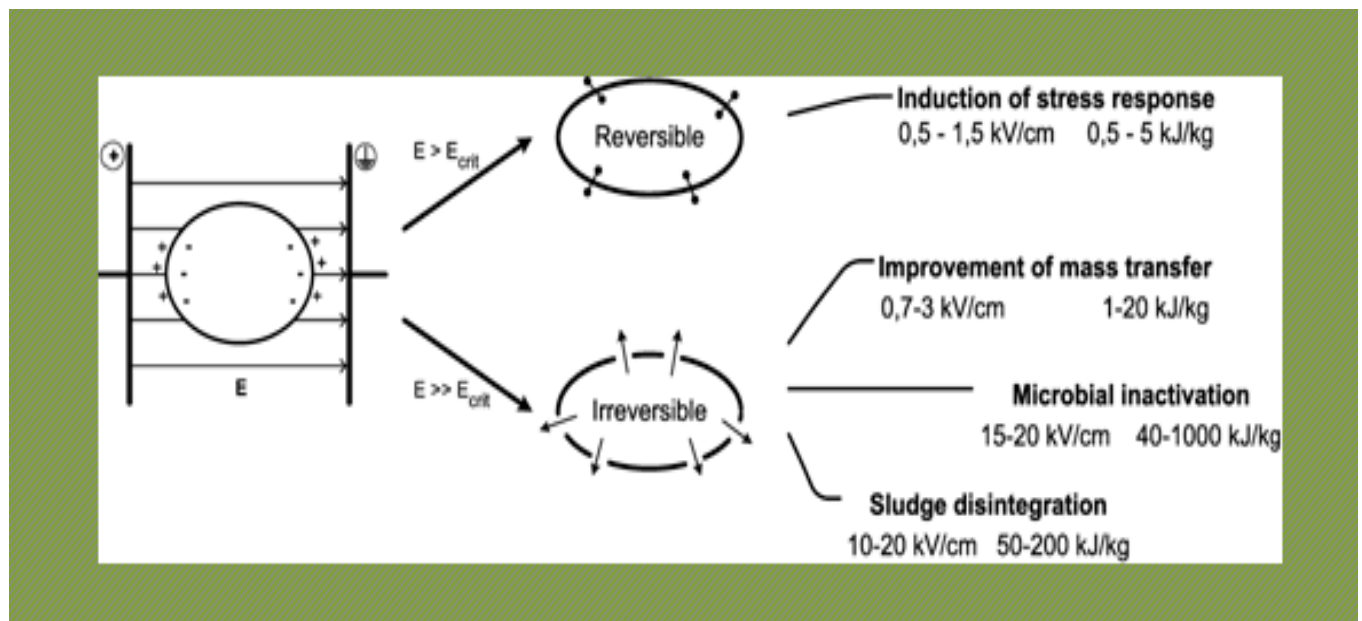 E
E > Ecrit
E >> Ecrit
Reversible
Irreversible
Induction of stress response
0,5 - 1,5 kV/cm 0,5 - 5 kJ/kg
Improvement of mass transfer
0,7-3 kV/cm 1-20 kJ/kg
Microbial inactivation
15-20 kV/cm 40-1000 kJ/kg
Sludge disintegration
10-20 kV/cm 50-200 kJ/kg